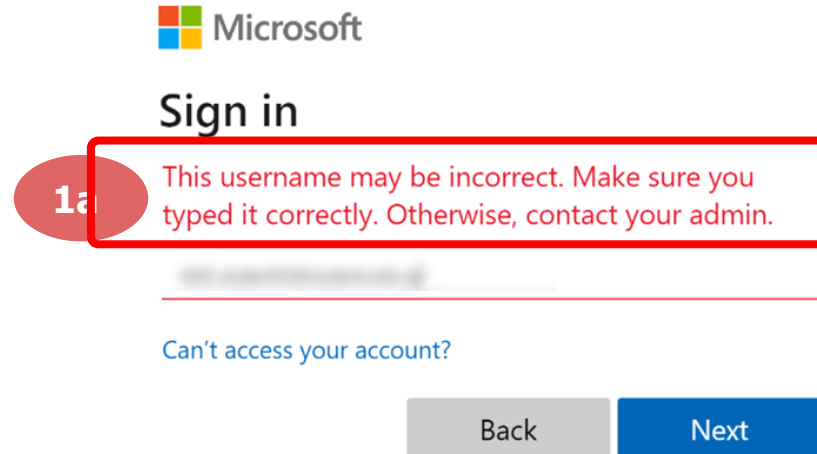 Microsoft
Sign in
This username may be incorrect. Make sure you
typed it correctly. Otherwise, contact your admin.
1a
Can't access your account?
Back Next